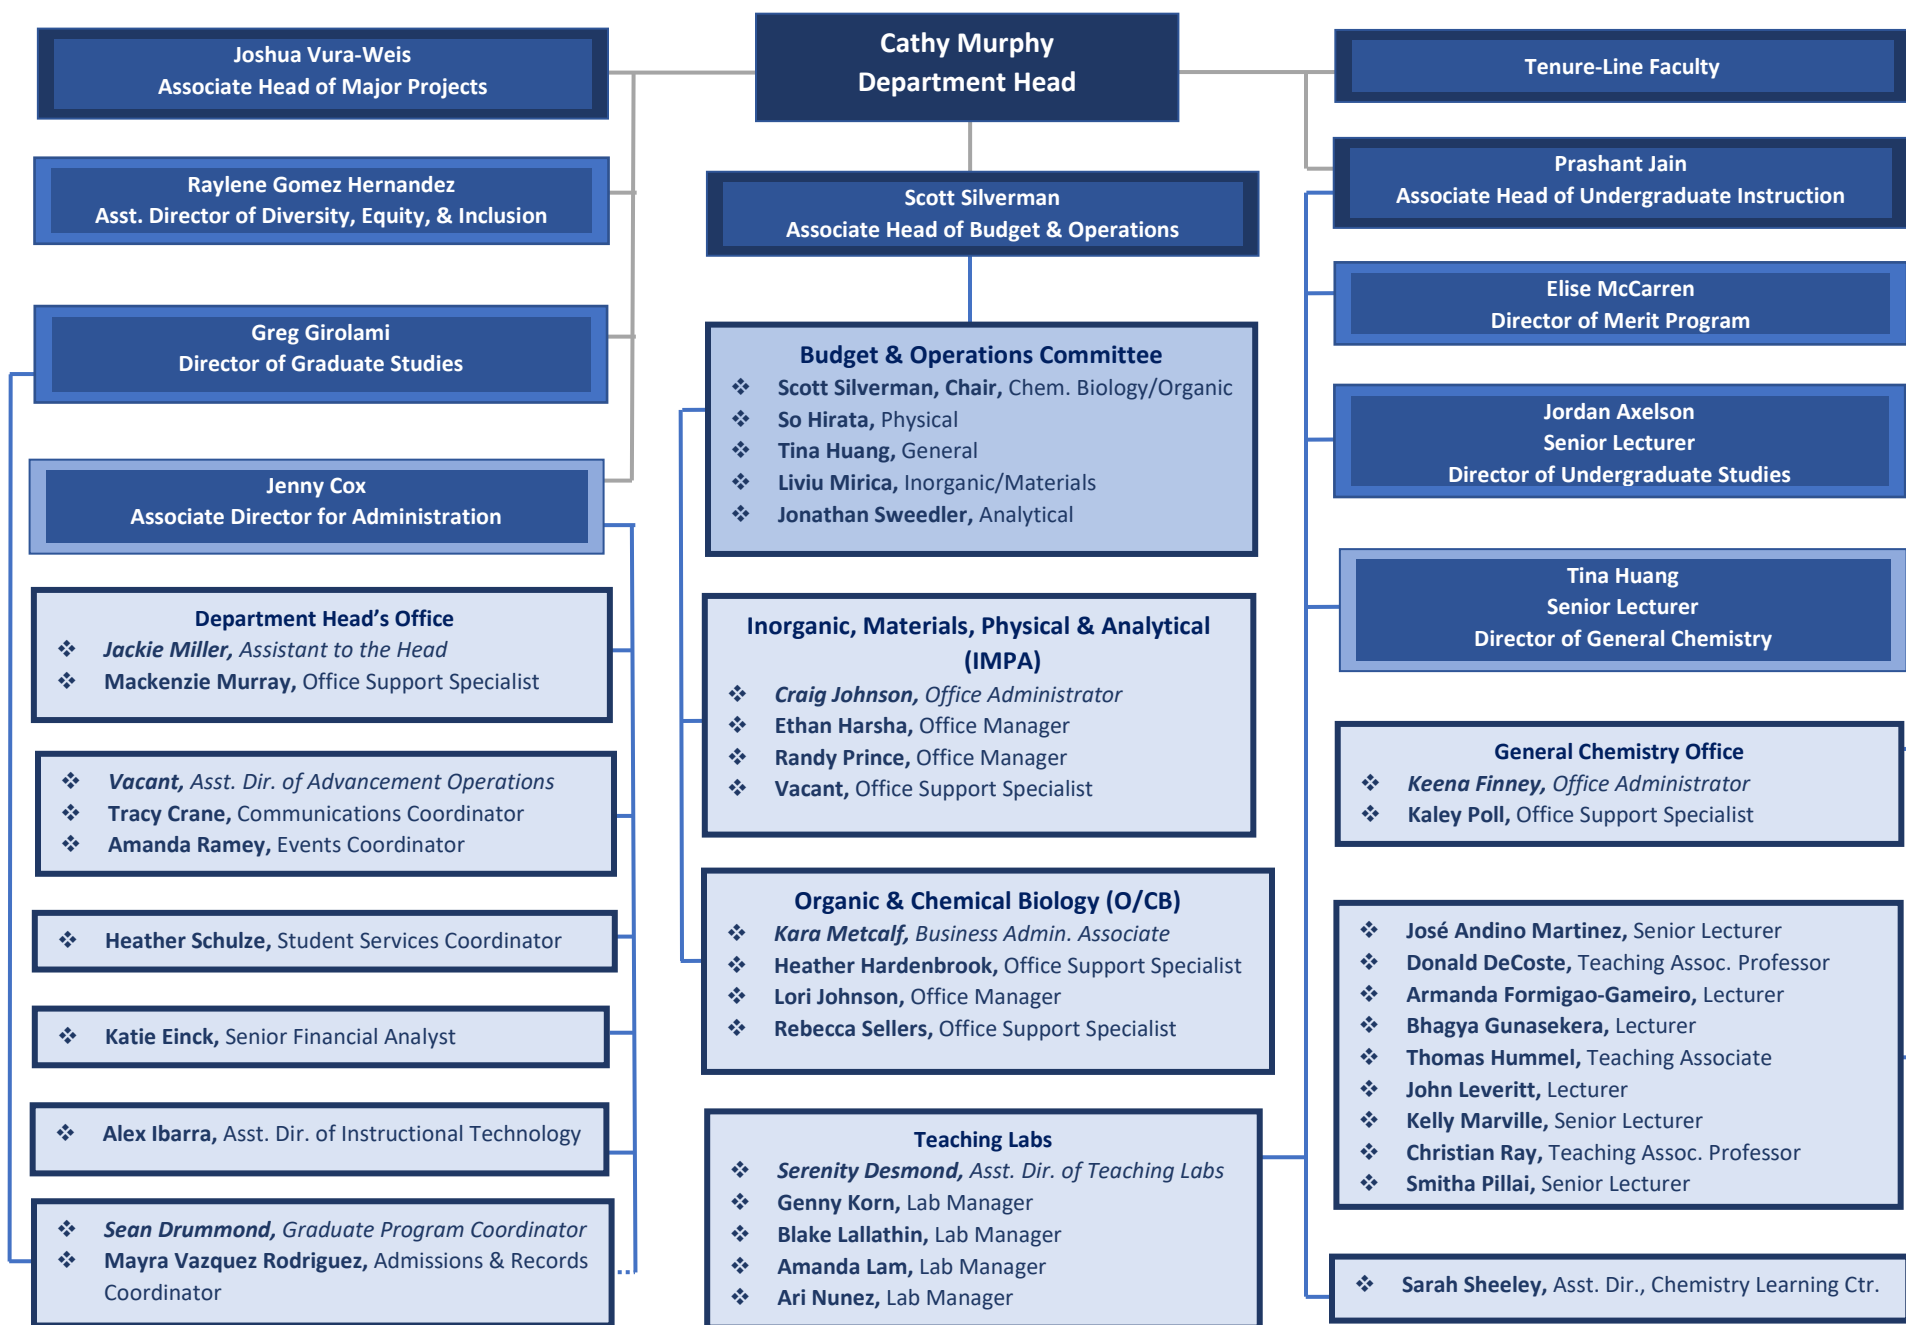 Cathy Murphy
Department Head
Joshua Vura-Weis
Associate Head of Major Projects
Raylene Gomez Hernandez
Asst. Director of Diversity, Equity, & Inclusion
Greg Girolami
Director of Graduate Studies
Jenny Cox
Associate Director for Administration
Department Head’s Office
❖ Jackie Miller, Assistant to the Head
❖ Mackenzie Murray, Office Support Specialist
❖ Vacant, Asst. Dir. of Advancement Operations
❖ Tracy Crane, Communications Coordinator
❖ Amanda Ramey, Events Coordinator
❖ Heather Schulze, Student Services Coordinator
❖ Katie Einck, Senior Financial Analyst
❖ Alex Ibarra, Asst. Dir. of Instructional Technology
❖ Sean Drummond, Graduate Program Coordinator
❖ Mayra Vazquez Rodriguez, Admissions & Records
Coordinator
Scott Silverman
Associate Head of Budget & Operations
Budget & Operations Committee
❖ Scott Silverman, Chair, Chem. Biology/Organic
❖ So Hirata, Physical
❖ Tina Huang, General
❖ Liviu Mirica, Inorganic/Materials
❖ Jonathan Sweedler, Analytical
Inorganic, Materials, Physical & Analytical
(IMPA)
❖ Craig Johnson, Office Administrator
❖ Ethan Harsha, Office Manager
❖ Randy Prince, Office Manager
❖ Vacant, Office Support Specialist
Organic & Chemical Biology (O/CB)
❖ Kara Metcalf, Business Admin. Associate
❖ Heather Hardenbrook, Office Support Specialist
❖ Lori Johnson, Office Manager
❖ Rebecca Sellers, Office Support Specialist
Teaching Labs
❖ Serenity Desmond, Asst. Dir. of Teaching Labs
❖ Genny Korn, Lab Manager
❖ Blake Lallathin, Lab Manager
❖ Amanda Lam, Lab Manager
❖ Ari Nunez, Lab Manager
Tenure-Line Faculty
Prashant Jain
Associate Head of Undergraduate Instruction
Elise McCarren
Director of Merit Program
Jordan Axelson
Senior Lecturer
Director of Undergraduate Studies
Tina Huang
Senior Lecturer
Director of General Chemistry
General Chemistry Office
❖ Keena Finney, Office Administrator
❖ Kaley Poll, Office Support Specialist
❖ José Andino Martinez, Senior Lecturer
❖ Donald DeCoste, Teaching Assoc. Professor
❖ Armanda Formigao-Gameiro, Lecturer
❖ Bhagya Gunasekera, Lecturer
❖ Thomas Hummel, Teaching Associate
❖ John Leveritt, Lecturer
❖ Kelly Marville, Senior Lecturer
❖ Christian Ray, Teaching Assoc. Professor
❖ Smitha Pillai, Senior Lecturer
❖ Sarah Sheeley, Asst. Dir., Chemistry Learning Ctr.